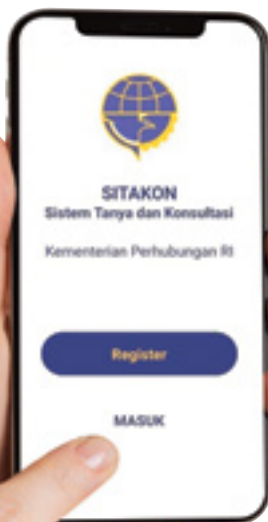 SITAKON
Sistem Tanya dan Konsultasi
Kementerian Perhubungan RI
Register
MASUK